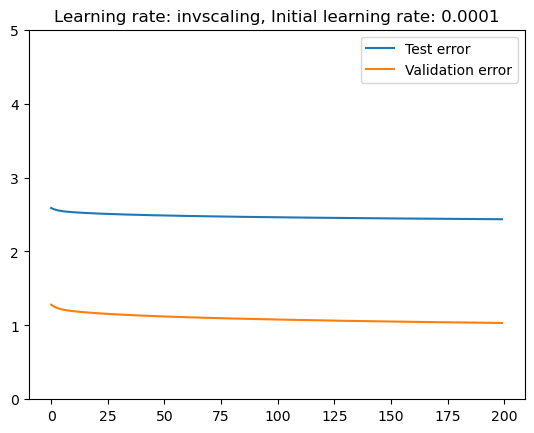 Learning rate: invscaling, Initial learning rate: 0.0001
Test error
Validation error
5
4
3
2
1
0
0 25 50 75 100 125 150 175 200